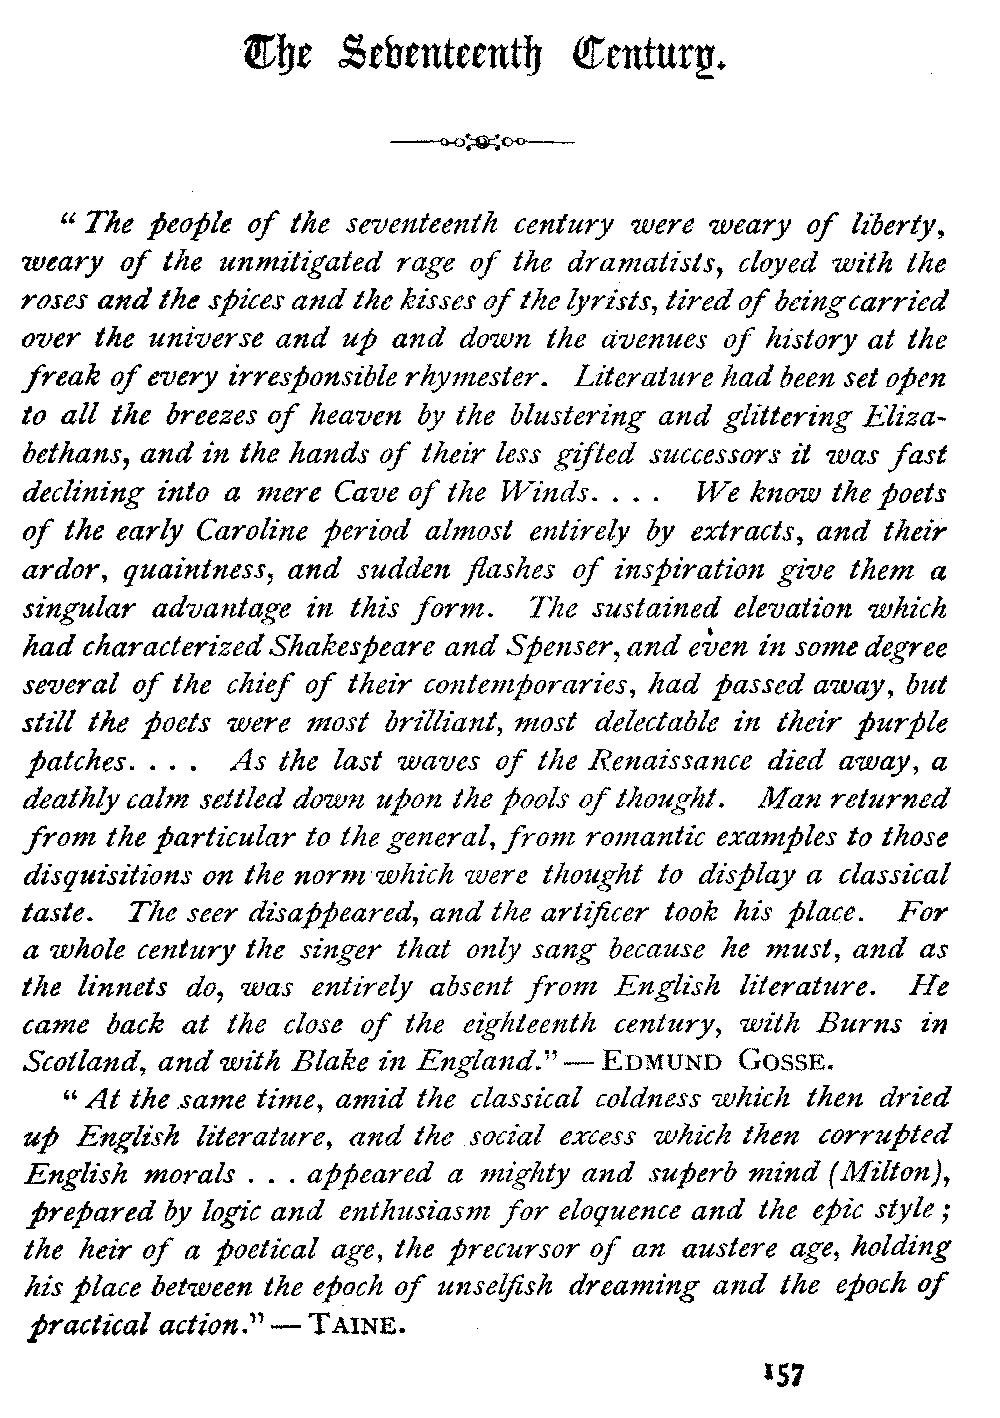 The Seventeenth Century.
“ The people of the seventeenth century were weary of liberty,
weary of the unmitigated rage of the dramatists, cloyed with the
roses and the spices and the kisses of the lyrists, tired of being carried
over the universe and up and down the avenues of history at the
freak of every irresponsible rhymester. Literature had been set open
to all the breezes of heaven by the blustering and glittering Eliza-
bethans, and in the hands of their less gifted successors it was fast
declining into a mere Cave of the Winds. . . . We know the poets
of the early Caroline period almost entirely by extracts, and their
ardor, quaintness, and sudden flashes of inspiration give them a
singular advantage in this form. The sustained elevation which
had characterized Shakespeare and Spenser, and even in some degree
several of the chief of their contemporaries, had passed away, but
still the poets were most brilliant, most delectable in their purple
patches. . . . As the last waves of the Renaissance died away, a
deathly calm settled down upon the pools of thought. Man returned
from the particular to the general, from romantic examples to those
disquisitions on the norm which were thought to display a classical
taste. The seer disappeared, and the artificer took his place. For
a whole century the singer that only sang because he must, and as
the linnets do, was entirely absent from English literature. He
came back at the close of the eighteenth century, with Burns in
Scotland, and with Blake in England.” — EDMUND GOSSE.
“ At the same time, amid the classical coldness which then dried
up English literature, and the social excess which then corrupted
English morals . . . appeared a mighty and superb mind (Milton),
prepared by logic and enthusiasm for eloquence and the epic style ;
the heir of a poetical age, the precursor of an austere age, holding
his place between the epoch of unselfish dreaming and the epoch of
practical action.” — TAINE.
157